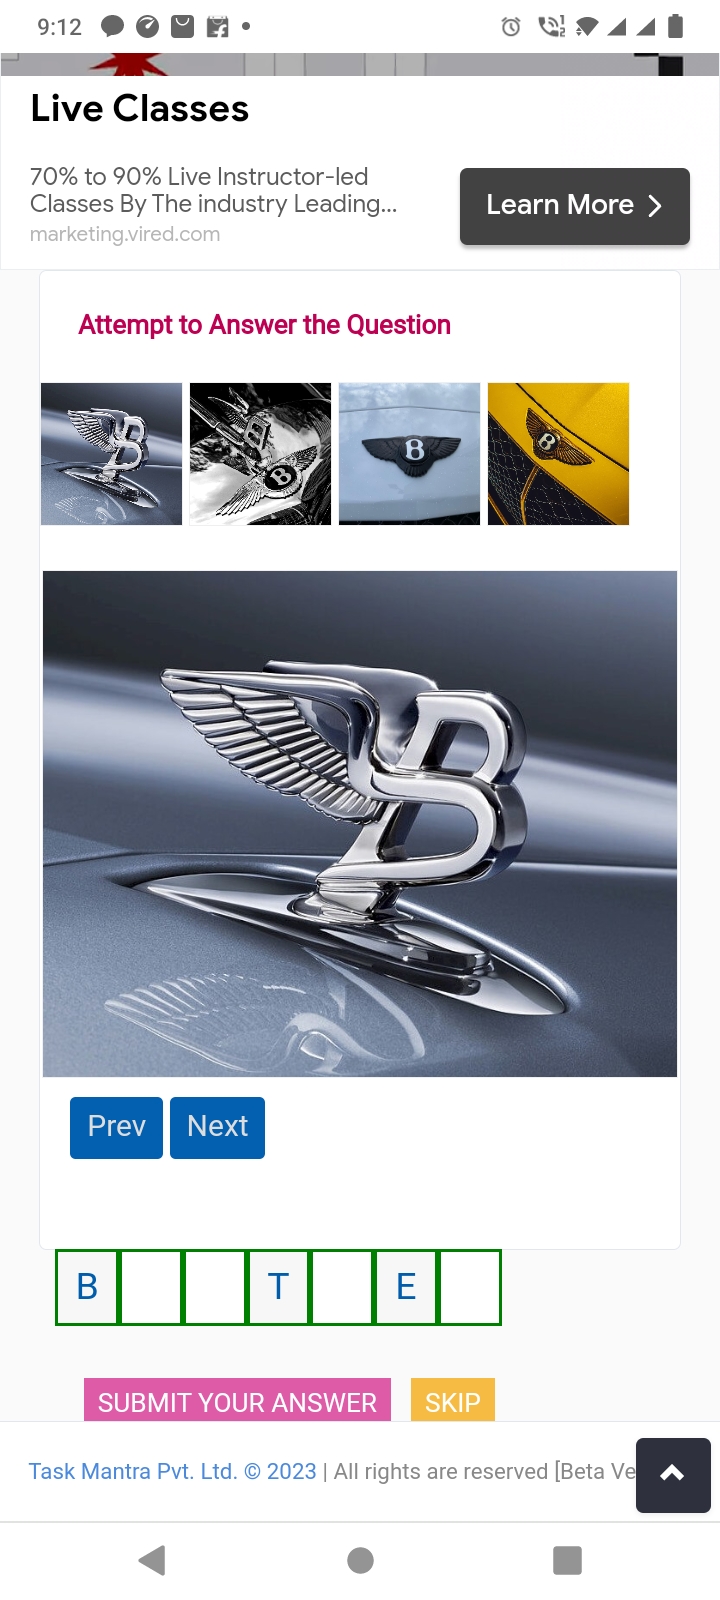 9:12
Live Classes
70% to 90% Live Instructor-led
Classes By The industry Leading...
marketing.vired.com
Learn More
Attempt to Answer the Question
B
B
B
B
B
B
Prev Next
B T E
SUBMIT YOUR ANSWER SKIP
Task Mantra Pvt. Ltd. © 2023 | All rights are reserved [Beta Ve